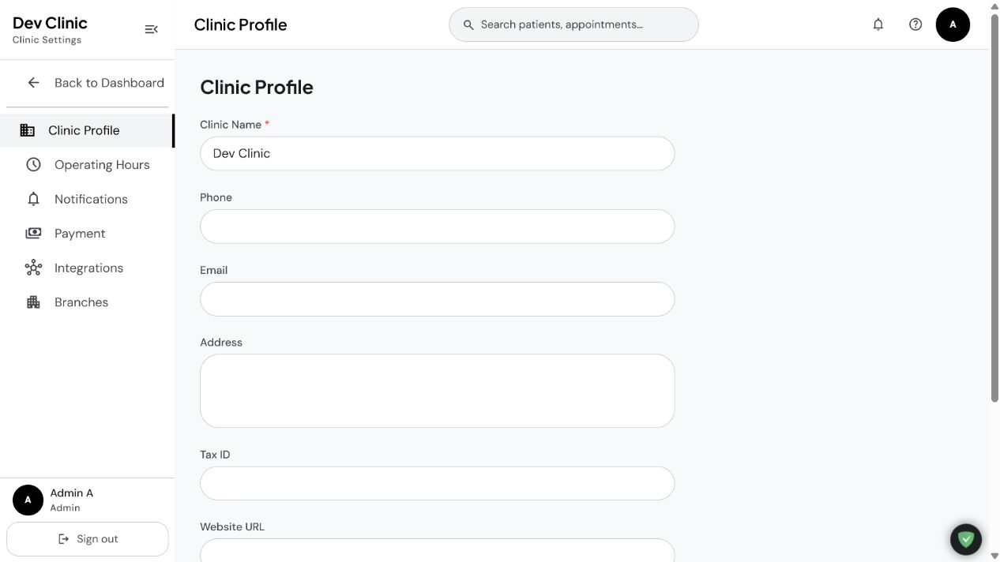 Dev Clinic
Clinic Settings
Back to Dashboard
Clinic Profile
Operating Hours
Notifications
Payment
Integrations
Branches
Admin A
Admin
A
Sign out
Clinic Profile
Search patients, appointments...
A
Clinic Profile
Clinic Name *
Dev Clinic
Phone
Email
Address
Tax ID
Website URL